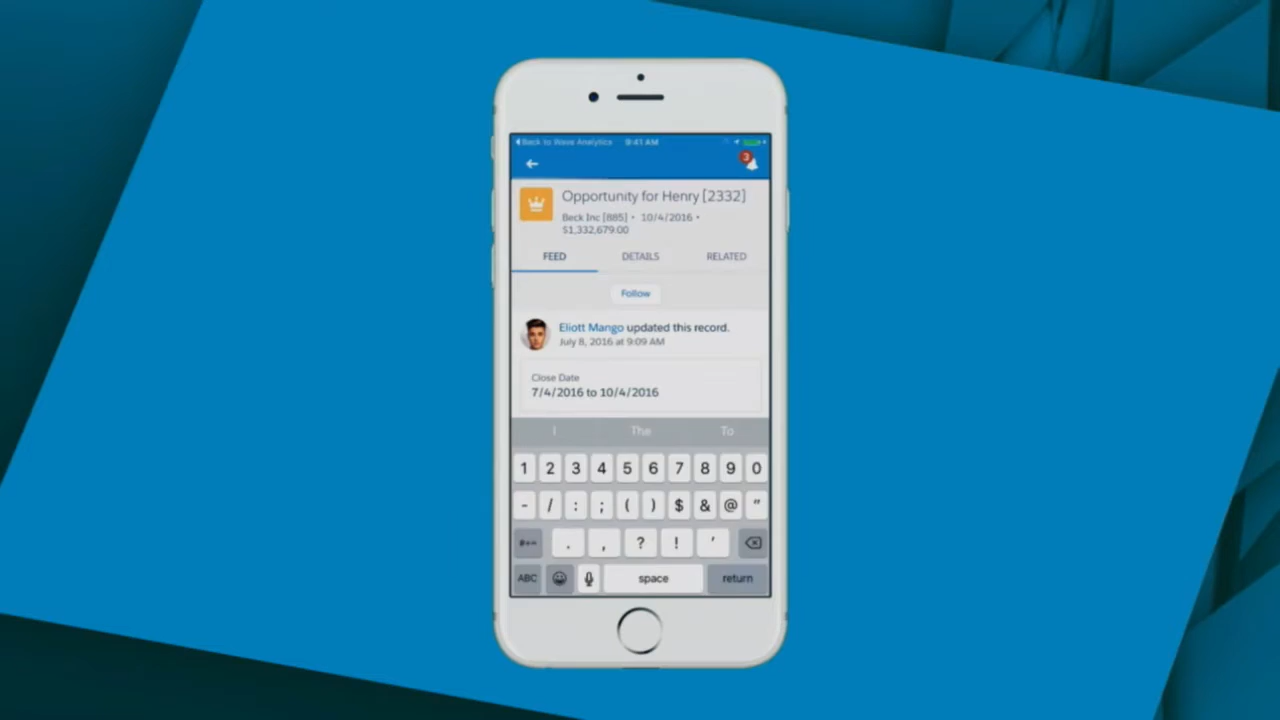 Back to Wave Analytics 9:41 AM
3
Opportunity for Henry [2332]
Beck Inc [885] • 10/4/2016 •
$1,332,679.00
FEED DETAILS RELATED
Follow
Eliott Mango updated this record.
July 8, 2016 at 9:09 AM
Close Date
7/4/2016 to 10/4/2016
I The To
1 2 3 4 5 6 7 8 9 0
- / : ; ( ) $ & @ "
#+= . , ? ! '
ABC space return